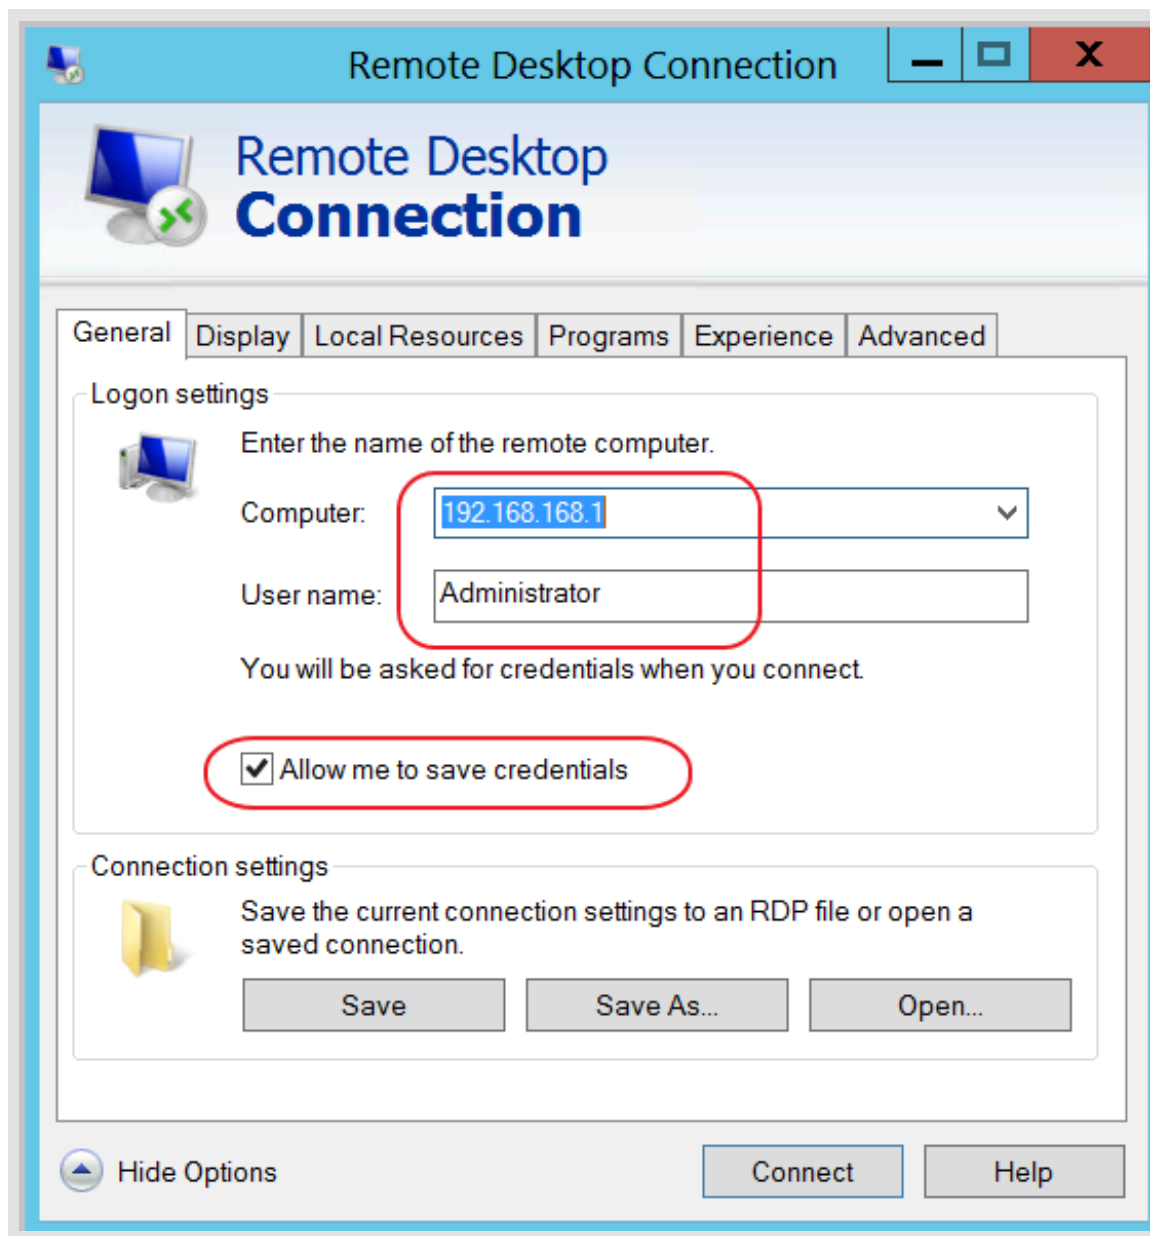 Remote Desktop Connection
X
Remote Desktop
Connection
General Display Local Resources Programs Experience Advanced
Logon settings
Enter the name of the remote computer.
Computer: 192.168.168.1
User name: Administrator
You will be asked for credentials when you connect.
Allow me to save credentials
Connection settings
Save the current connection settings to an RDP file or open a
saved connection.
Save Save As... Open...
Hide Options Connect Help